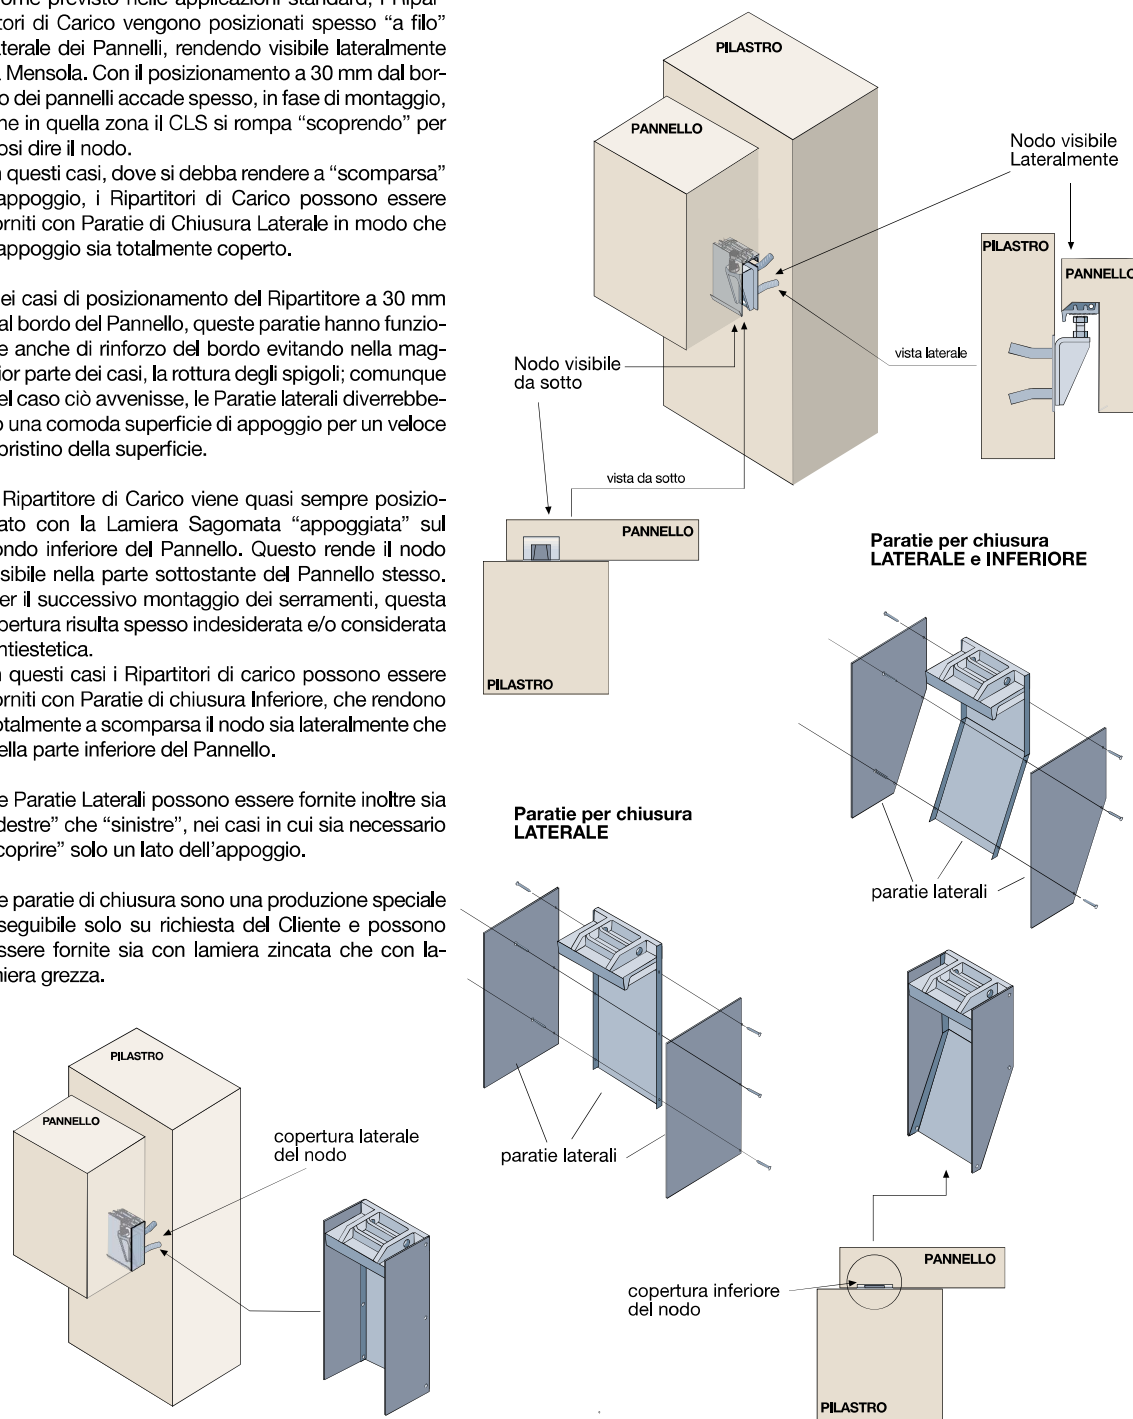 ome previsto nelle applicazioni standard, i Ripar-
tori di Carico vengono posizionati spesso “a filo”
terale dei Pannelli, rendendo visibile lateralmente
Mensola. Con il posizionamento a 30 mm dal bor-
o dei pannelli accade spesso, in fase di montaggio,
ne in quella zona il CLS si rompa “scoprendo” per
osi dire il nodo.
questi casi, dove si debba rendere a “scomparsa”
appoggio, i Ripartitori di Carico possono essere
orniti con Paratie di Chiusura Laterale in modo che
appoggio sia totalmente coperto.
ei casi di posizionamento del Ripartitore a 30 mm
al bordo del Pannello, queste paratie hanno funzio-
e anche di rinforzo del bordo evitando nella mag-
ior parte dei casi, la rottura degli spigoli; comunque
el caso ciò avvenisse, le Paratie laterali diverrebbe-
o una comoda superficie di appoggio per un veloce
pristino della superficie.
Ripartitore di Carico viene quasi sempre posizio-
ato con la Lamiera Sagomata “appoggiata” sul
ondo inferiore del Pannello. Questo rende il nodo
sibile nella parte sottostante del Pannello stesso.
er il successivo montaggio dei serramenti, questa
pertura risulta spesso indesiderata e/o considerata
ntiestetica.
questi casi i Ripartitori di carico possono essere
orniti con Paratie di chiusura Inferiore, che rendono
otalmente a scomparsa il nodo sia lateralmente che
ella parte inferiore del Pannello.
e Paratie Laterali possono essere fornite inoltre sia
destre” che “sinistre”, nei casi in cui sia necessario
coprire” solo un lato dell’appoggio.
e paratie di chiusura sono una produzione speciale
seguibile solo su richiesta del Cliente e possono
ssere fornite sia con lamiera zincata che con la-
niera grezza.
PILASTRO
PANNELLO
Nodo visibile
Lateralmente
PILASTRO
PANNELLO
vista laterale
Nodo visibile
da sotto
vista da sotto
PANNELLO
PILASTRO
Paratie per chiusura
LATERALE e INFERIORE
paratie laterali
Paratie per chiusura
LATERALE
paratie laterali
PILASTRO
PANNELLO
copertura laterale
del nodo
copertura inferiore
del nodo
PANNELLO
PILASTRO